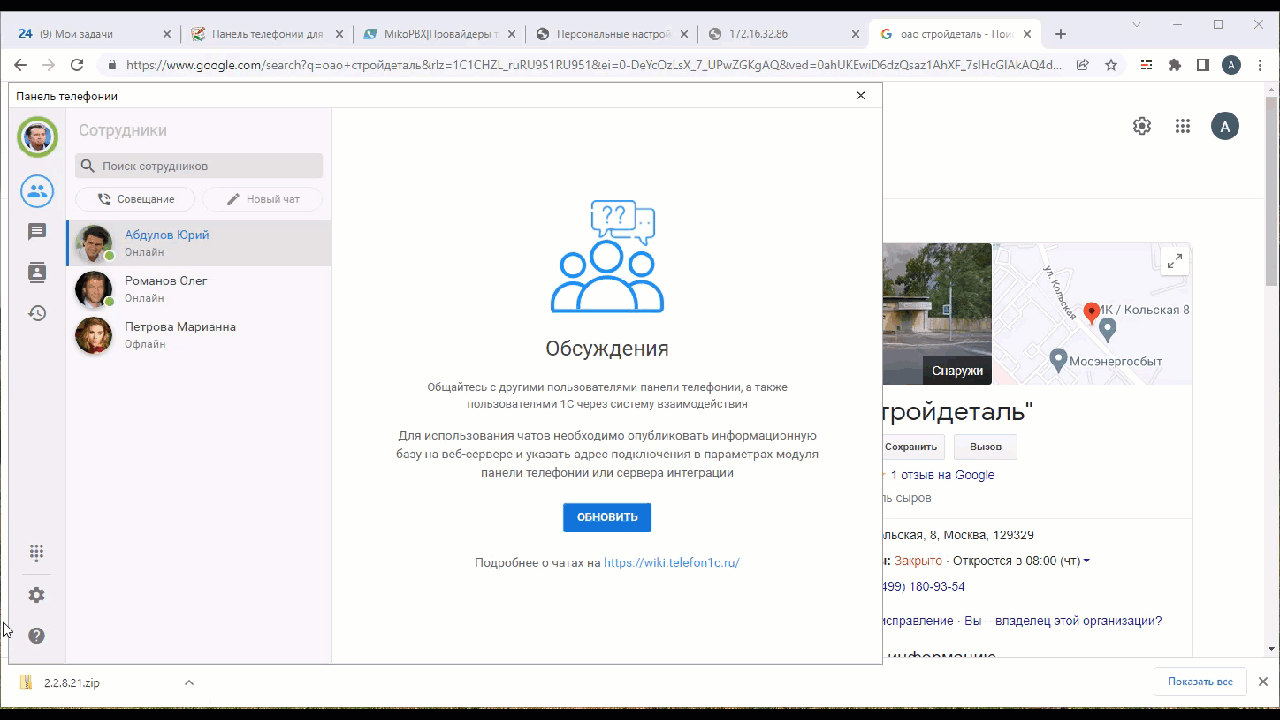 24 (9) Мои задачи
Панель телефонии для
MikoPBX|Провайдеры т
Персональные настрой
172.16.32.86
оао стройдеталь - Пои
https://www.google.com/search?q=оао+стройдеталь&rlz=1C1CHZL_ruRU951RU951&ei=0-DeYcOzLsX_7_UPwZGKgAQ&ved=0ahUKEwiD6dzQsaz1AhXF_7sIHcGIAkAQ4d...
A
Панель телефонии
Сотрудники
Поиск сотрудников
Совещание
Новый чат
Абдулов Юрий
Онлайн
Романов Олег
Онлайн
Петрова Марианна
Офлайн
??
Обсуждения
Общайтесь с другими пользователями панели телефонии, а также
пользователями 1С через систему взаимодействия
Для использования чатов необходимо опубликовать информационную
базу на веб-сервере и указать адрес подключения в параметрах модуля
панели телефонии или сервера интеграции
ОБНОВИТЬ
Подробнее о чатах на https://wiki.telefon1c.ru/
A
Снаружи
ул. Кольская
МК / Кольская 8
Мосэнергосбыт
тройдеталь"
Сохранить
Вызов
1 отзыв на Google
ль сыров
льская, 8, Москва, 129329
ы: Закрыто · Откроется в 08:00 (чт)
499) 180-93-54
исправление · Вы – владелец этой организации?
информацию
2.2.8.21.zip
Показать все